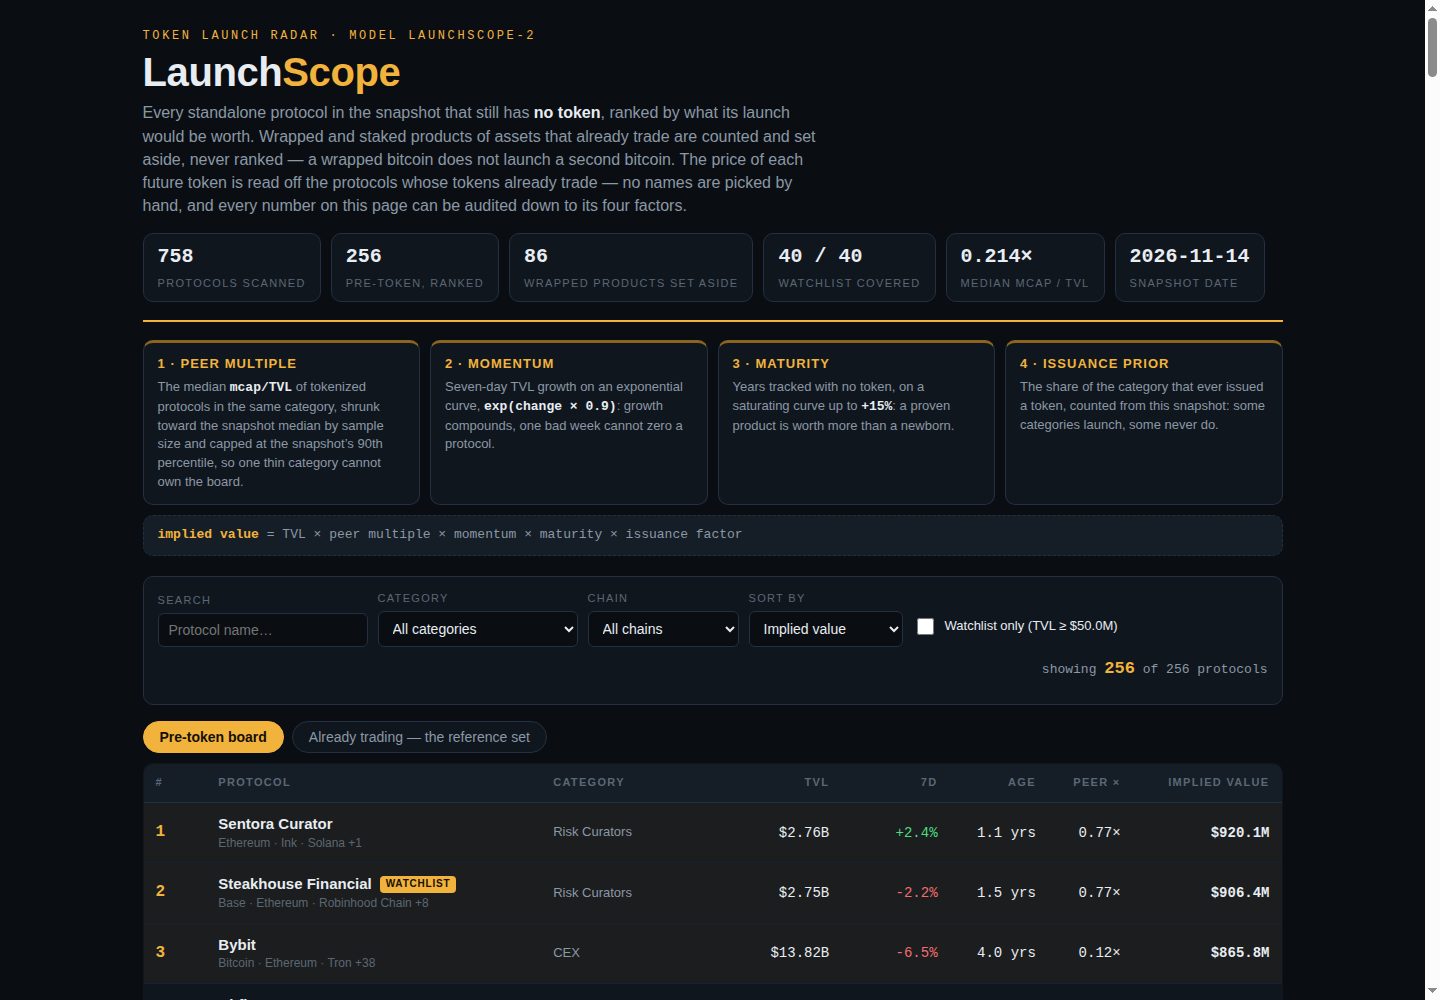 TOKEN LAUNCH RADAR · MODEL LAUNCHSCOPE-2
LaunchScope
Every standalone protocol in the snapshot that still has no token, ranked by what its launch
would be worth. Wrapped and staked products of assets that already trade are counted and set
aside, never ranked — a wrapped bitcoin does not launch a second bitcoin. The price of each
future token is read off the protocols whose tokens already trade — no names are picked by
hand, and every number on this page can be audited down to its four factors.
758
PROTOCOLS SCANNED
256
PRE-TOKEN, RANKED
86
WRAPPED PRODUCTS SET ASIDE
40 / 40
WATCHLIST COVERED
0.214×
MEDIAN MCAP / TVL
2026-11-14
SNAPSHOT DATE
1 · PEER MULTIPLE
The median mcap/TVL of tokenized
protocols in the same category, shrunk
toward the snapshot median by sample
size and capped at the snapshot’s 90th
percentile, so one thin category cannot
own the board.
2 · MOMENTUM
Seven-day TVL growth on an exponential
curve, exp(change × 0.9): growth
compounds, one bad week cannot zero a
protocol.
3 · MATURITY
Years tracked with no token, on a
saturating curve up to +15%: a proven
product is worth more than a newborn.
4 · ISSUANCE PRIOR
The share of the category that ever issued
a token, counted from this snapshot: some
categories launch, some never do.
implied value = TVL × peer multiple × momentum × maturity × issuance factor
SEARCH
Protocol name…
CATEGORY
All categories
CHAIN
All chains
SORT BY
Implied value
Watchlist only (TVL ≥ $50.0M)
showing 256 of 256 protocols
Pre-token board
Already trading — the reference set
# PROTOCOL CATEGORY TVL 7D AGE PEER × IMPLIED VALUE
1 Sentora Curator Risk Curators $2.76B +2.4% 1.1 yrs 0.77× $920.1M
Ethereum · Ink · Solana +1
2 Steakhouse Financial WATCHLIST Risk Curators $2.75B -2.2% 1.5 yrs 0.77× $906.4M
Base · Ethereum · Robinhood Chain +8
3 Bybit CEX $13.82B -6.5% 4.0 yrs 0.12× $865.8M
Bitcoin · Ethereum · Tron +38